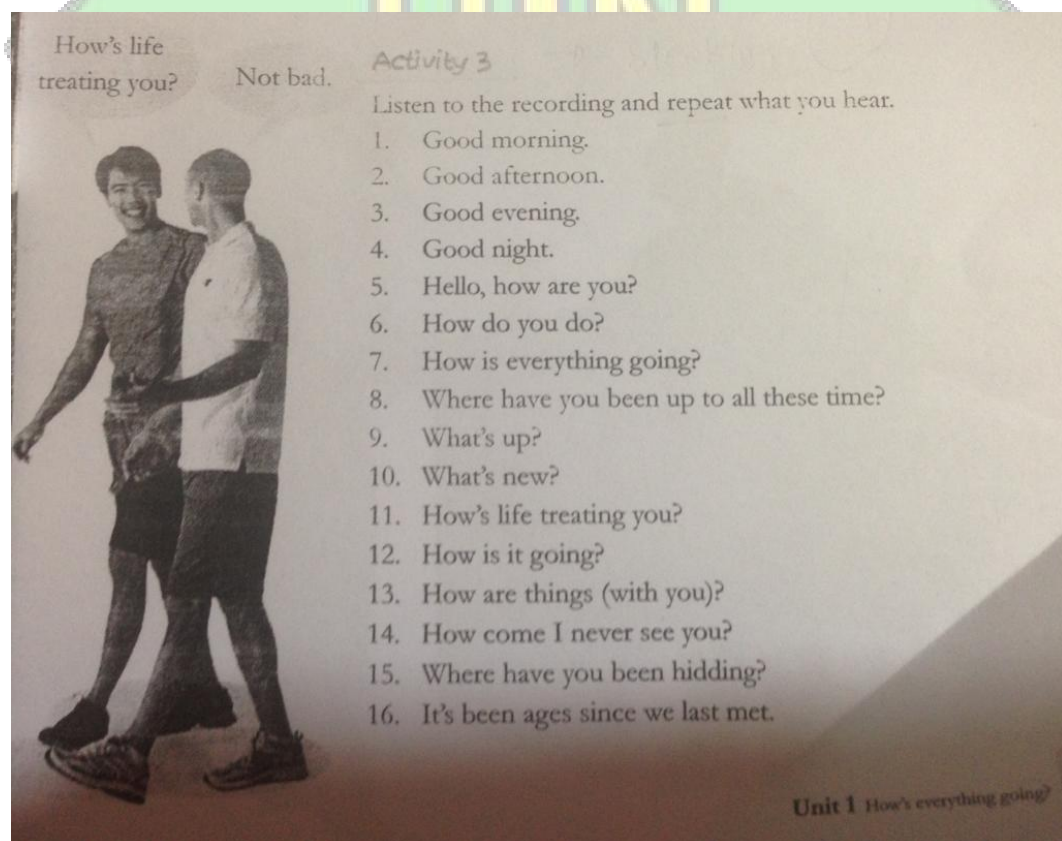 How's life
treating you?
Not bad.
Activity 3
Listen to the recording and repeat what you hear.
1. Good morning.
2. Good afternoon.
3. Good evening.
4. Good night.
5. Hello, how are you?
6. How do you do?
7. How is everything going?
8. Where have you been up to all these time?
9. What's up?
10. What's new?
11. How's life treating you?
12. How is it going?
13. How are things (with you)?
14. How come I never see you?
15. Where have you been hidding?
16. It's been ages since we last met.
Unit 1 How's everything going?